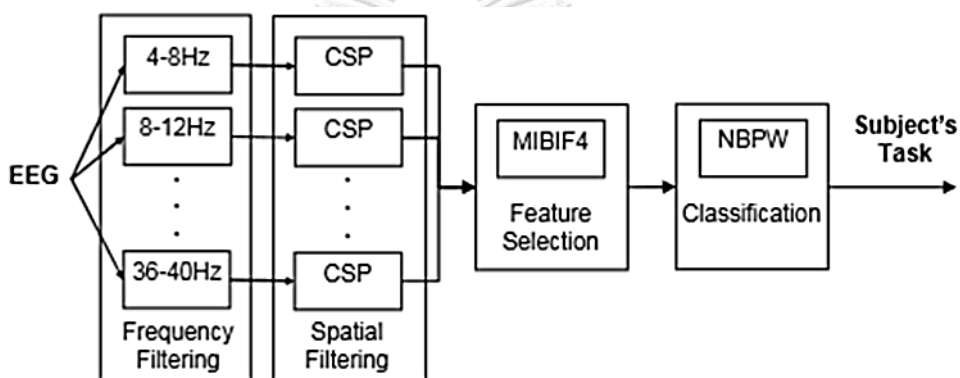 EEG
4-8Hz
8-12Hz
36-40Hz
Frequency
Filtering
CSP
CSP
CSP
Spatial
Filtering
MIBIF4
Feature
Selection
NBPW
Classification
Subject's
Task